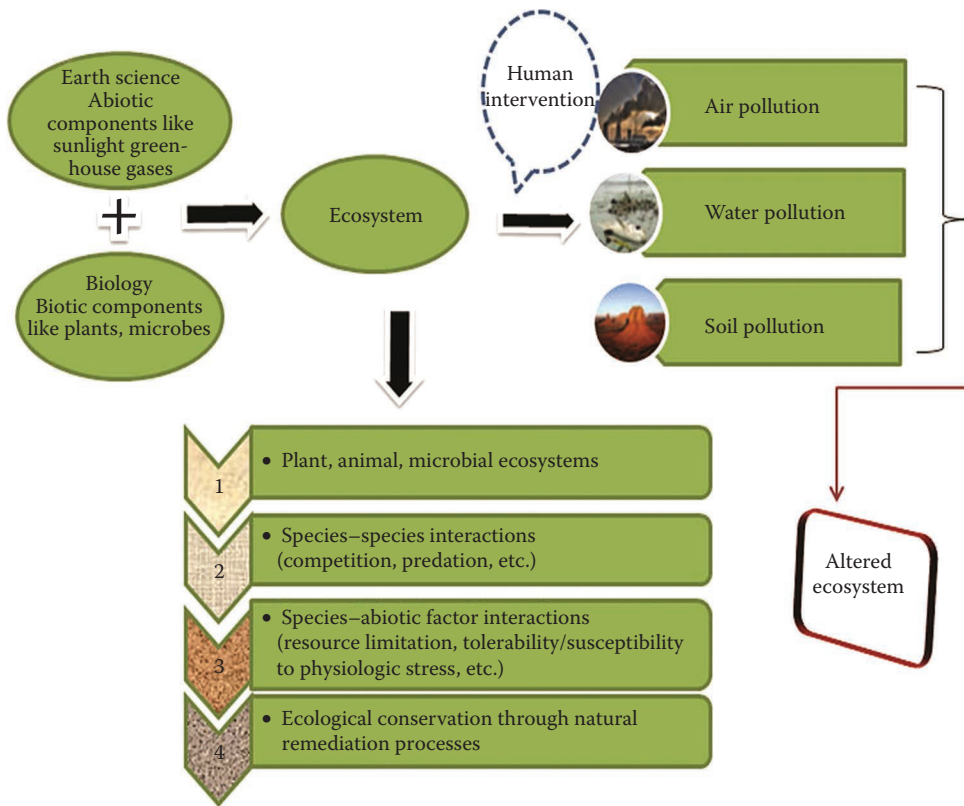 Earth science
Abiotic
components like
sunlight green-
house gases
+
Biology
Biotic components
like plants, microbes
Ecosystem
Human
intervention
Air pollution
Water pollution
Soil pollution
Altered
ecosystem
1
• Plant, animal, microbial ecosystems
2
• Species–species interactions
(competition, predation, etc.)
3
• Species–abiotic factor interactions
(resource limitation, tolerability/susceptibility
to physiologic stress, etc.)
4
• Ecological conservation through natural
remediation processes